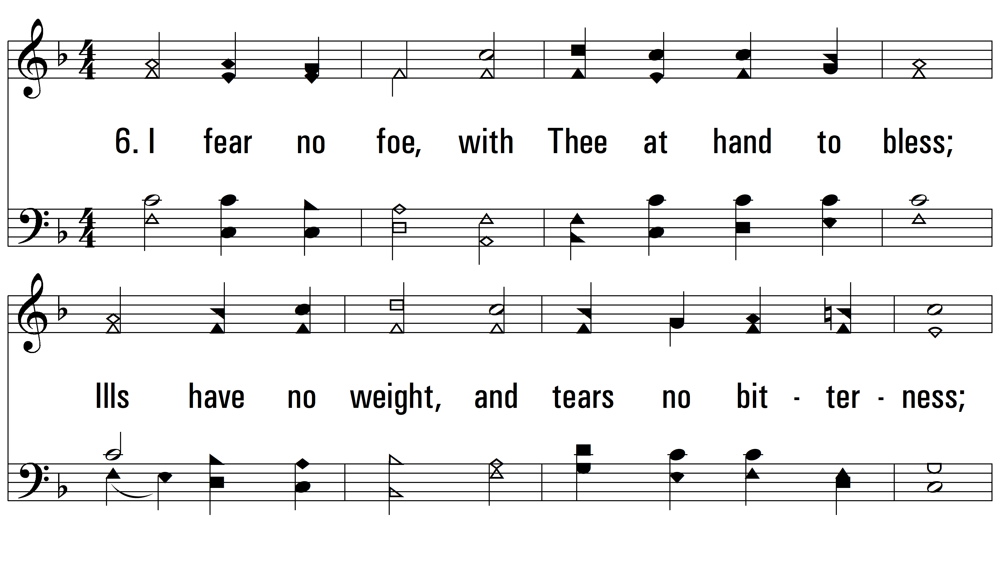 6. I fear no foe, with Thee at hand to bless;
Ills have no weight, and tears no bit - ter - ness;